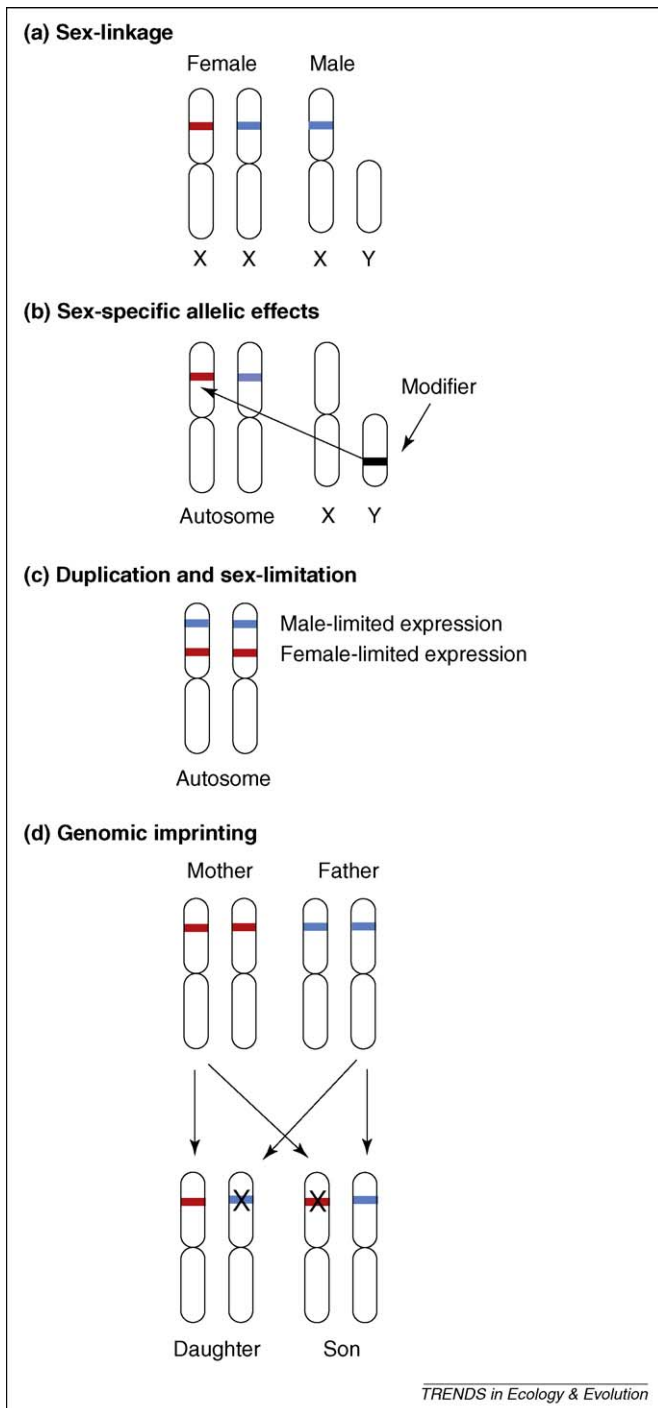 (a) Sex-linkage
Female Male
X X X Y
(b) Sex-specific allelic effects
Modifier
Autosome X Y
(c) Duplication and sex-limitation
Male-limited expression
Female-limited expression
Autosome
(d) Genomic imprinting
Mother Father
X X
Daughter Son
TRENDS in Ecology & Evolution